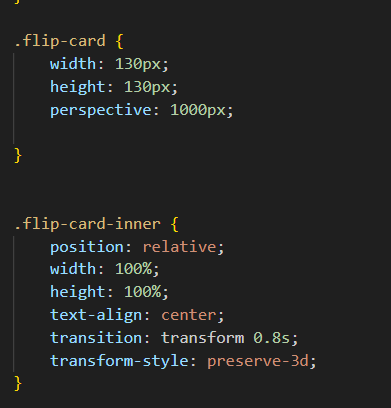 }
.flip-card {
    width: 130px;
    height: 130px;
    perspective: 1000px;
}
.flip-card-inner {
    position: relative;
    width: 100%;
    height: 100%;
    text-align: center;
    transition: transform 0.8s;
    transform-style: preserve-3d;
}